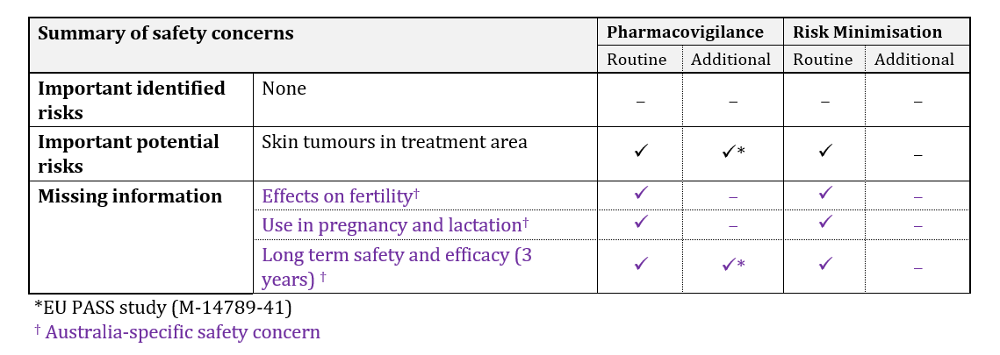 Summary of safety concerns Pharmacovigilance Risk Minimisation
Routine Additional Routine Additional
Important identified None – – – –
risks
Important potential Skin tumours in treatment area ✓ ✓* ✓ –
risks
Missing information Effects on fertility† ✓ – ✓ –
Use in pregnancy and lactation† ✓ – ✓ –
Long term safety and efficacy (3 ✓ ✓* ✓ –
years) †
*EU PASS study (M-14789-41)
† Australia-specific safety concern